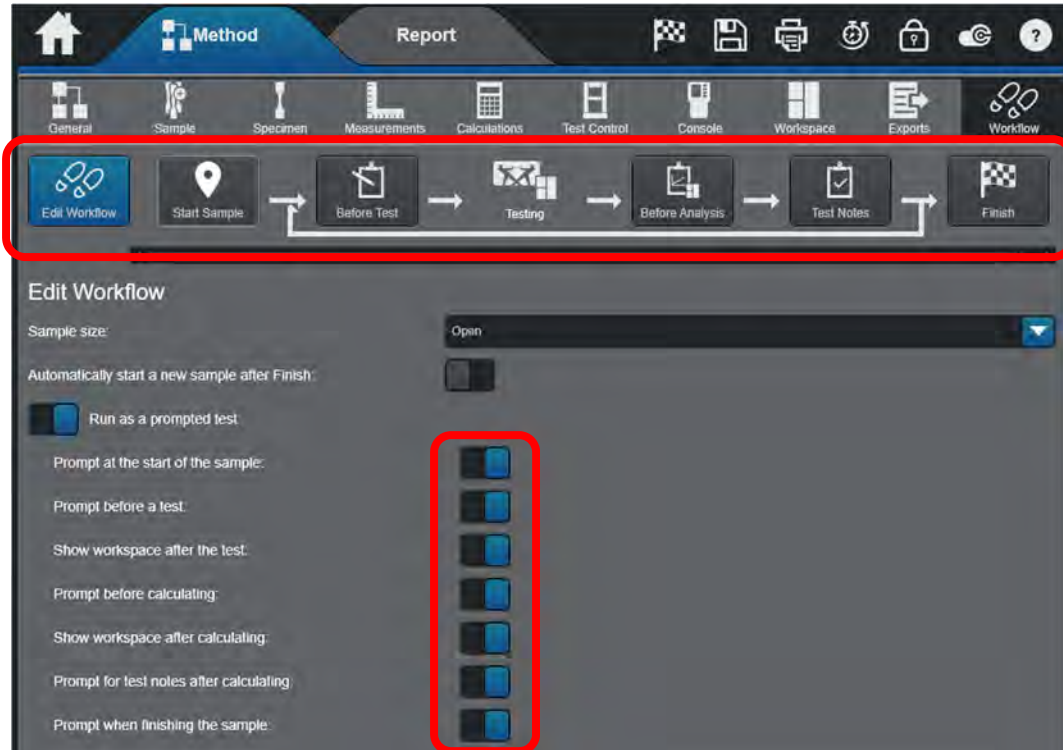 Method
Report
?
General
Sample
Specimen
Measurements
Calculations
Test Control
Console
Workspace
Exports
Workflow
Edit Workflow
Start Sample
Before Test
Testing
Before Analysis
Test Notes
Finish
Edit Workflow
Sample size:
Open
Automatically start a new sample after Finish:
Run as a prompted test
Prompt at the start of the sample:
Prompt before a test:
Show workspace after the test:
Prompt before calculating:
Show workspace after calculating:
Prompt for test notes after calculating:
Prompt when finishing the sample: